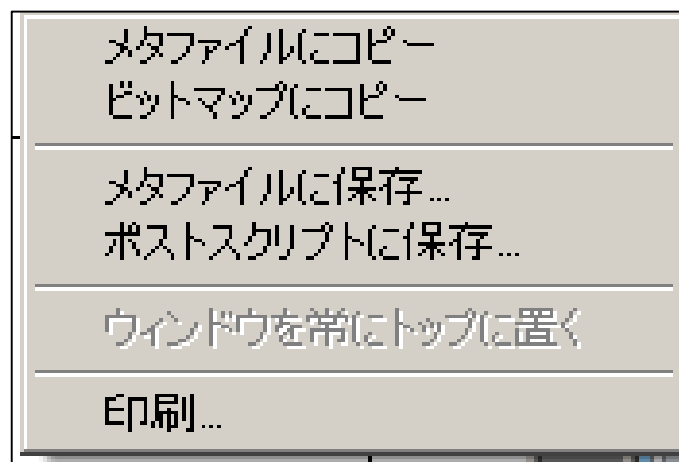 メタファイルにコピー
ビットマップにコピー
メタファイルに保存...
ポストスクリプトに保存...
ウィンドウを常にトップに置く
印刷...